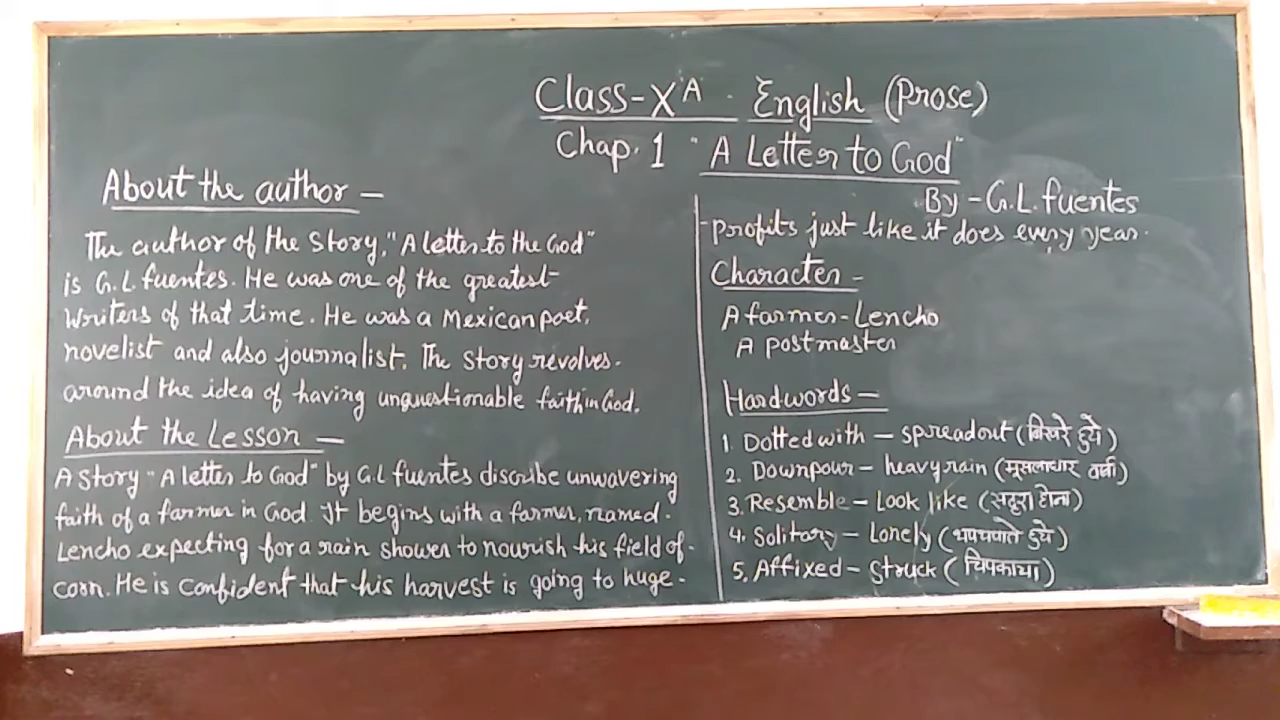 Class-X A English (Prose)
Chap. 1 "A Letter to God"
By - G.L. fuentes
About the author -
The author of the Story, "A letter to the God"
is G.L. fuentes. He was one of the greatest
writers of that time. He was a Mexican poet,
novelist and also journalist. The Story revolves.
around the idea of having unquestionable faith in God.
About the Lesson -
A Story "A letter to God" by G.L fuentes discribe unwavering
faith of a farmer in God. It begins with a farmer, named.
Lencho expecting for a rain shower to nourish his field of.
corn. He is confident that his harvest is going to huge.
profits just like it does every year.
Character -
A farmer - Lencho
A postmaster
Hardwords -
1. Dotted with - spreadout (बिखरे हुये)
2. Downpour - heavy rain (मूसलाधार वर्षा)
3. Resemble - Look like (सदृश होना)
4. Solitary - Lonely ( हुये)
5. Affixed - Struck (चिपकाया)